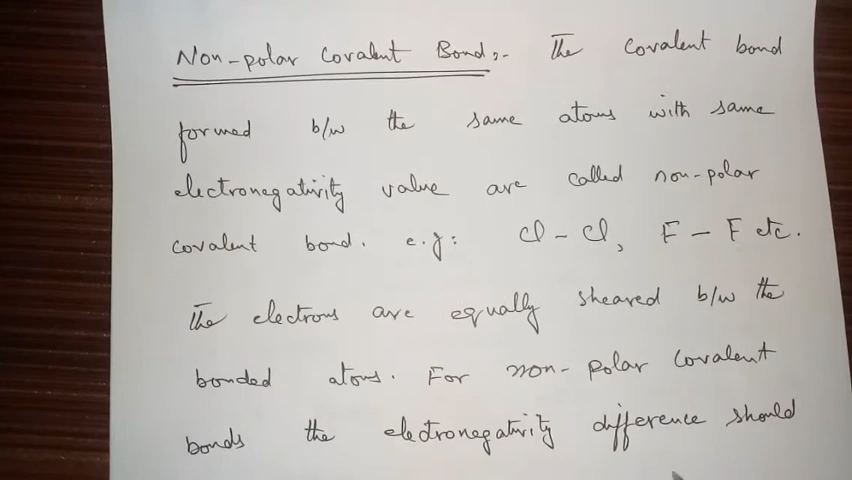 Non-polar Covalent Bond:- The covalent bond
formed b/w the same atoms with same
electronegativity value are called non-polar
covalent bond. e.g: Cl - Cl, F - F etc.
The electrons are equally sheared b/w the
bonded atoms. For non-polar covalent
bonds the electronegativity difference should